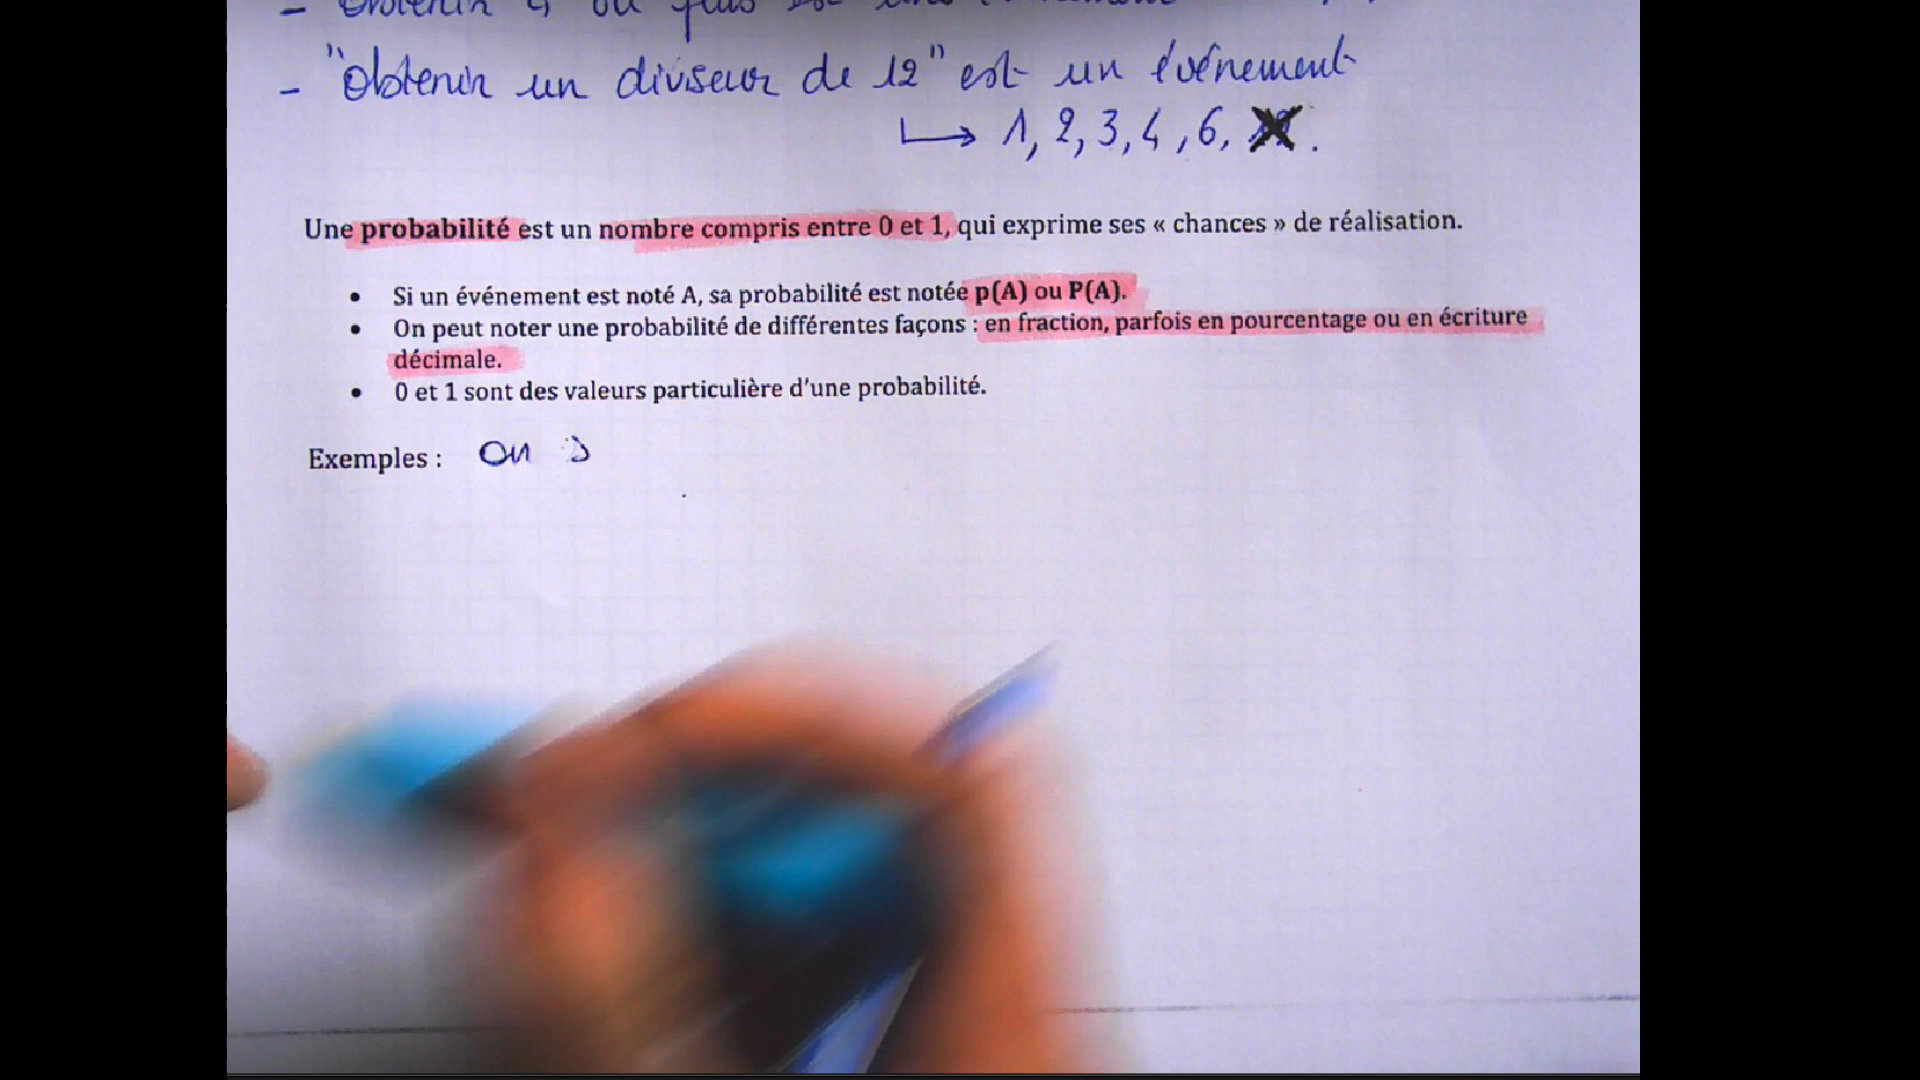 - "Obtenir un diviseur de 12" est un événement
↳ 1, 2, 3, 4, 6, .
Une probabilité est un nombre compris entre 0 et 1, qui exprime ses « chances » de réalisation.
• Si un événement est noté A, sa probabilité est notée p(A) ou P(A).
• On peut noter une probabilité de différentes façons : en fraction, parfois en pourcentage ou en écriture
décimale.
• 0 et 1 sont des valeurs particulière d'une probabilité.
Exemples : On